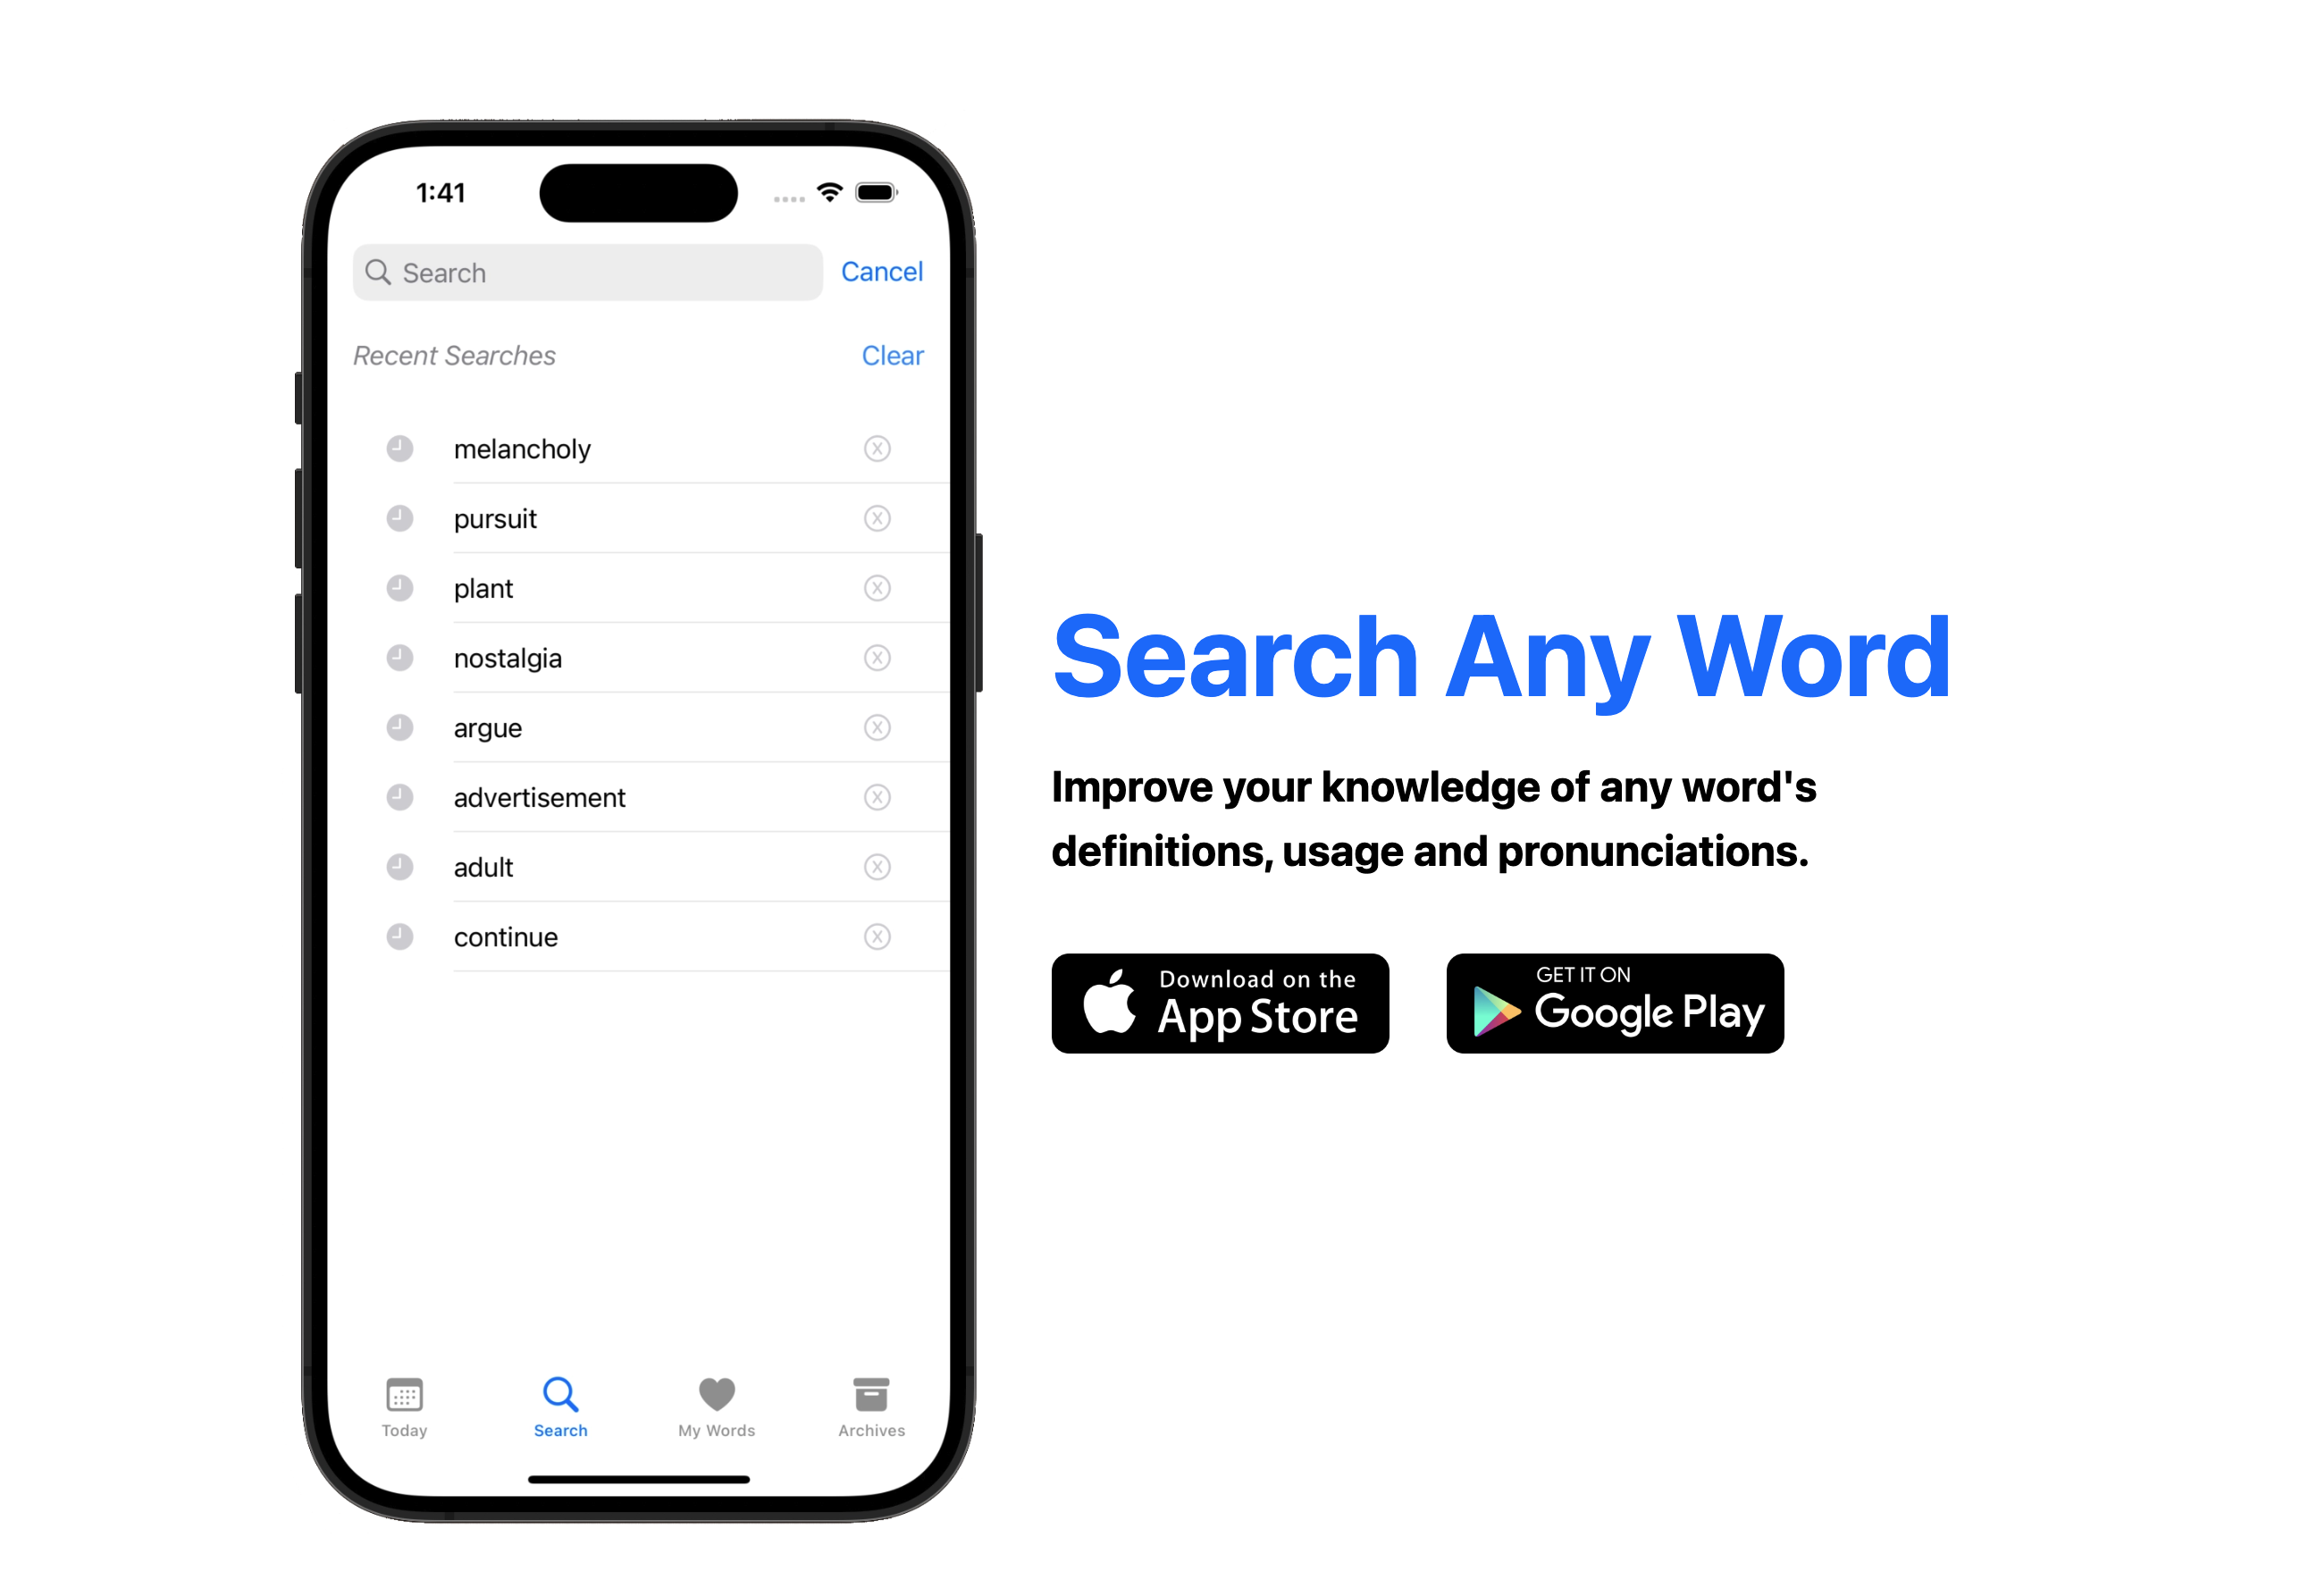 1:41
Search
Cancel
Recent Searches
Clear
melancholy
pursuit
plant
nostalgia
argue
advertisement
adult
continue
Today
Search
My Words
Archives
Search Any Word
Improve your knowledge of any word's
definitions, usage and pronunciations.
Download on the
App Store
GET IT ON
Google Play